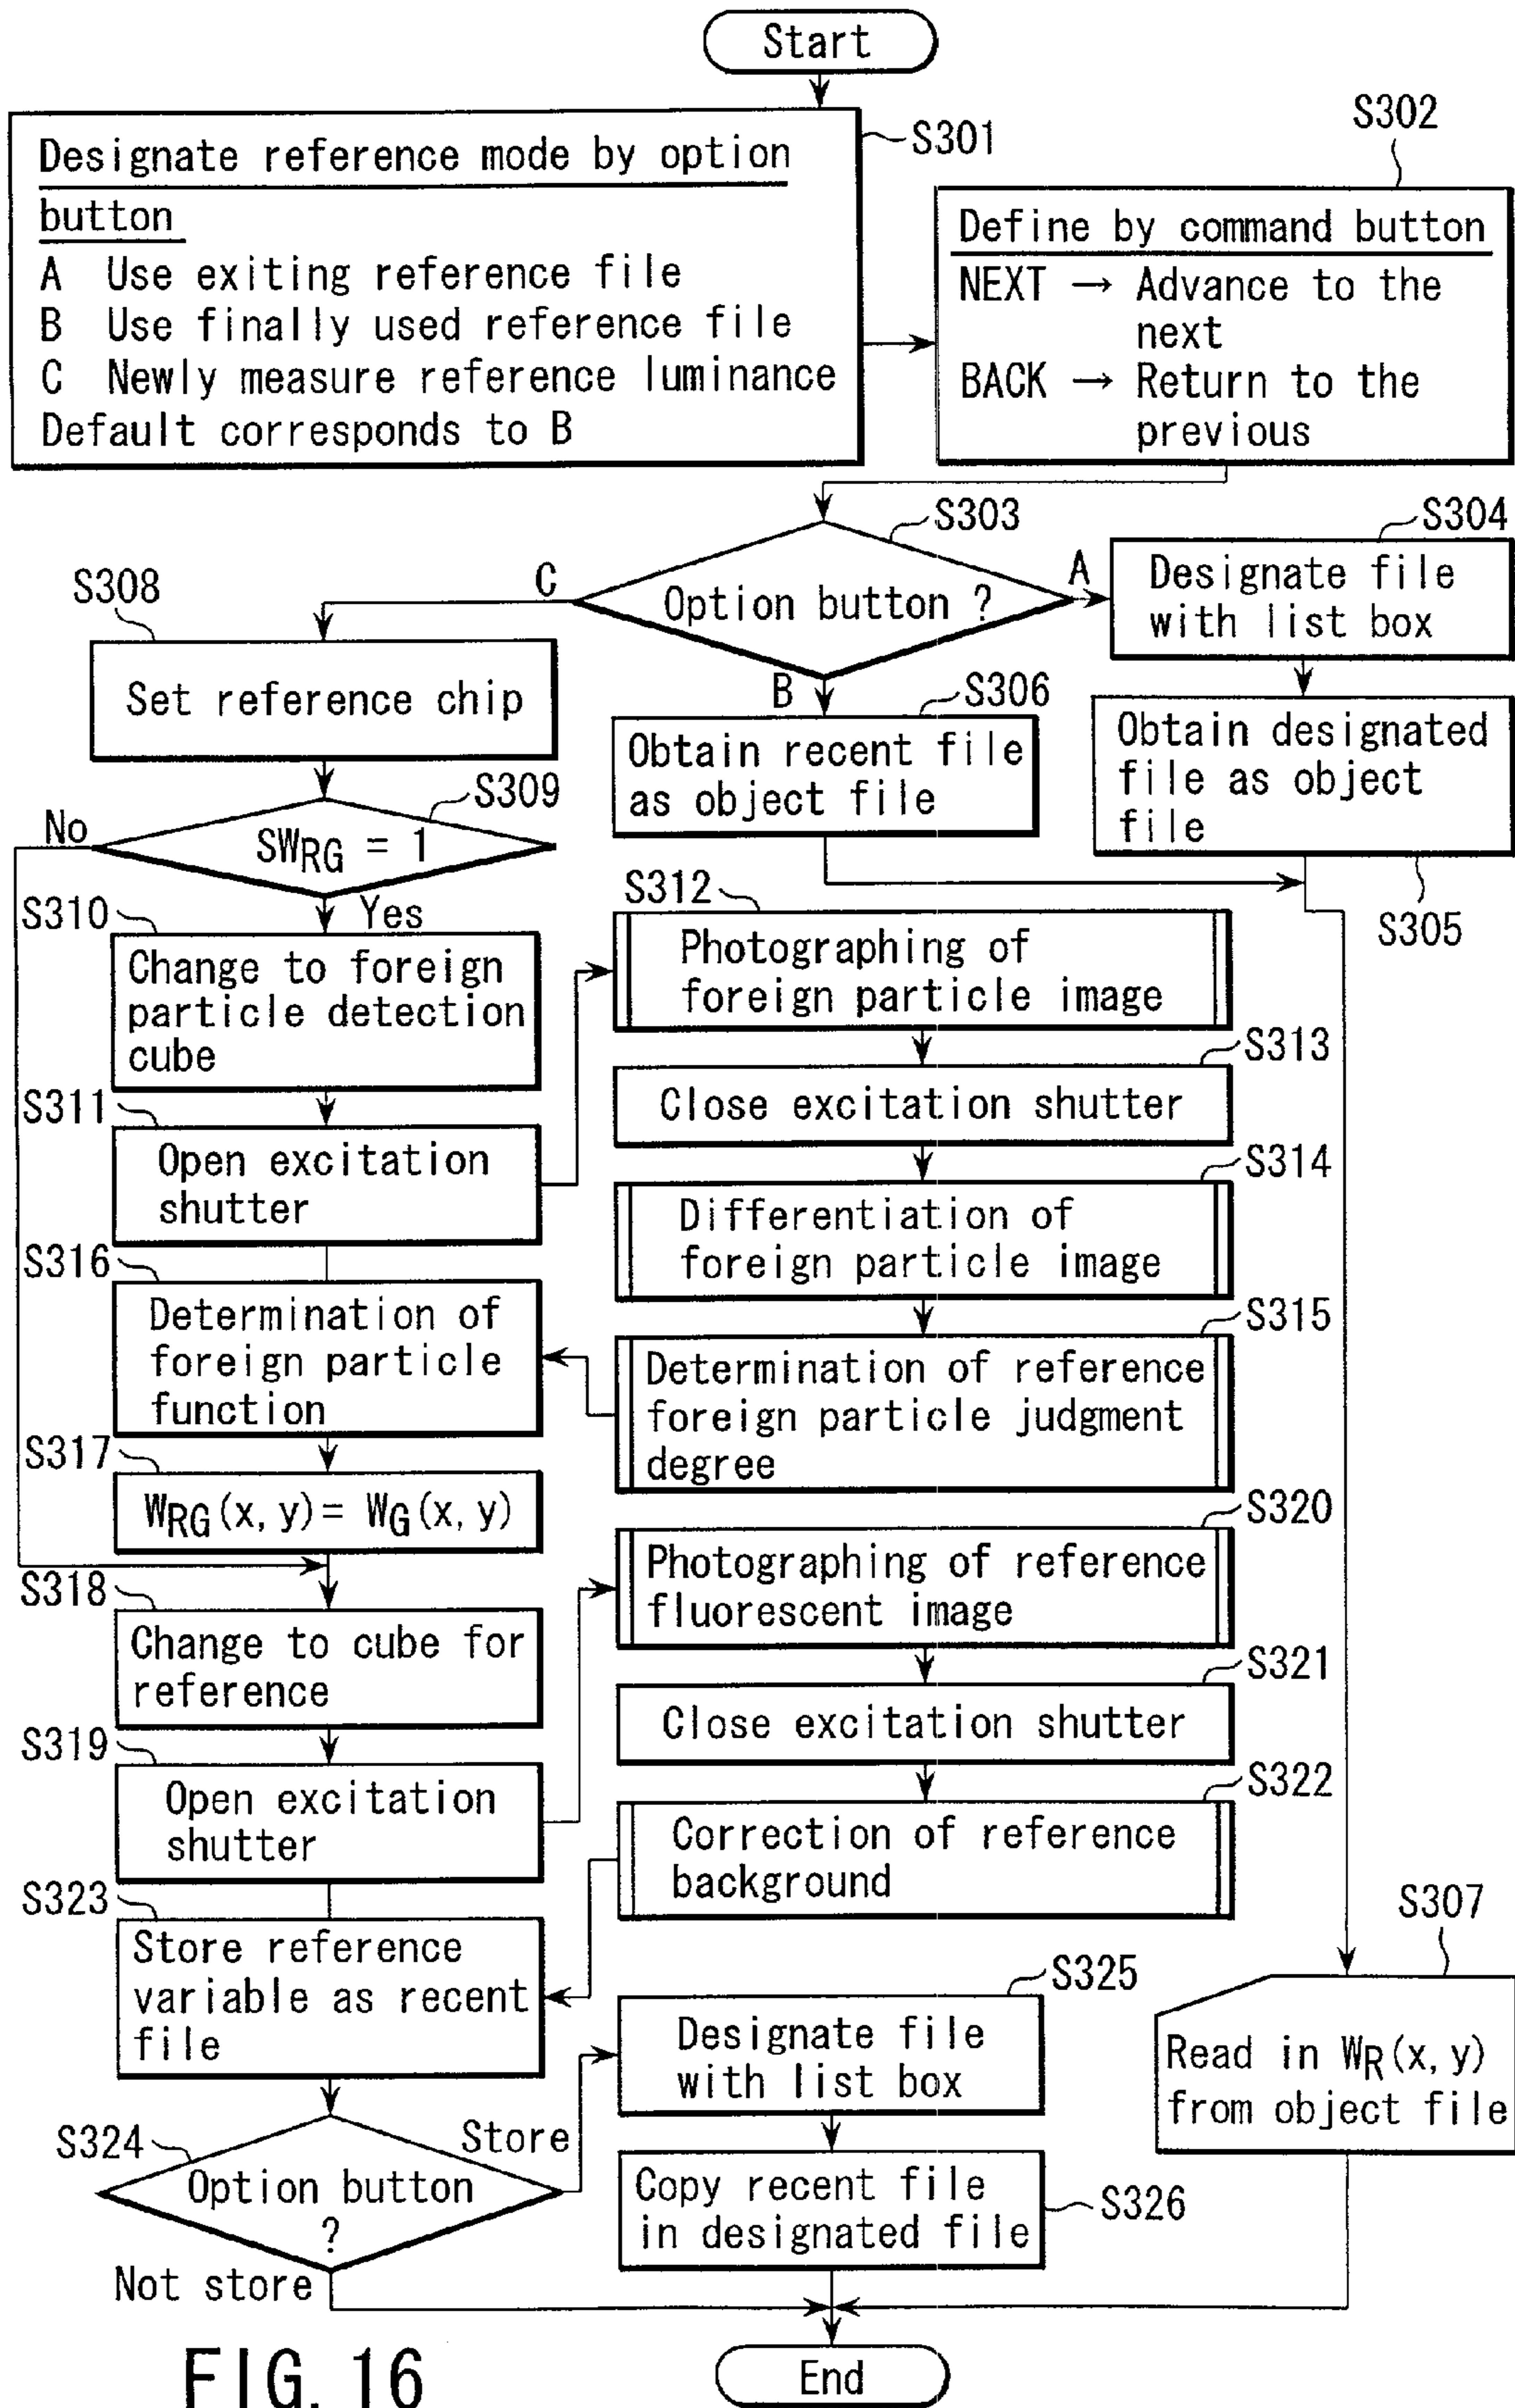 Start
S301
Designate reference mode by option
button
A Use exiting reference file
B Use finally used reference file
C Newly measure reference luminance
Default corresponds to B
S302
Define by command button
NEXT → Advance to the
next
BACK → Return to the
previous
S303
Option button ?
C
A
B
S304
Designate file
with list box
S308
Set reference chip
S306
Obtain recent file
as object file
Obtain designated
file as object
file
S305
S309
No
SWRG = 1
Yes
S310
Change to foreign
particle detection
cube
S312
Photographing of
foreign particle image
S313
Close excitation shutter
S311
Open excitation
shutter
S314
Differentiation of
foreign particle image
S316
Determination of
foreign particle
function
S315
Determination of reference
foreign particle judgment
degree
S317
WRG(x, y)= WG(x, y)
S320
Photographing of reference
fluorescent image
S318
Change to cube for
reference
S321
Close excitation shutter
S319
Open excitation
shutter
S322
Correction of reference
background
S323
Store reference
variable as recent
file
S307
Read in WR(x, y)
from object file
S325
Designate file
with list box
S324
Store
Option button
?
Not store
Copy recent file
in designated file
S326
End
FIG. 16